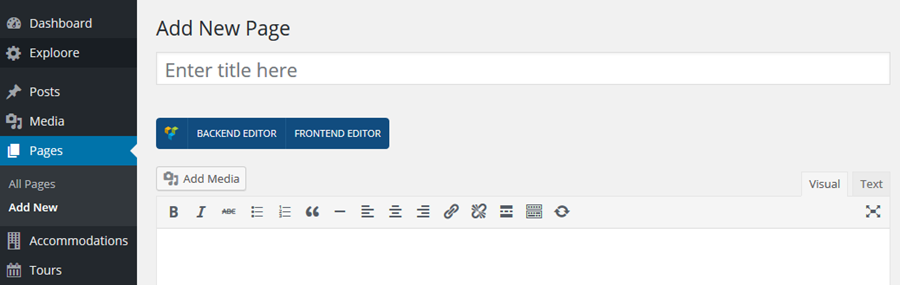 Dashboard
Exploore
Posts
Media
Pages
All Pages
Add New
Accommodations
Tours
Add New Page
Enter title here
BACKEND EDITOR FRONTEND EDITOR
Add Media
Visual Text
B I ABC